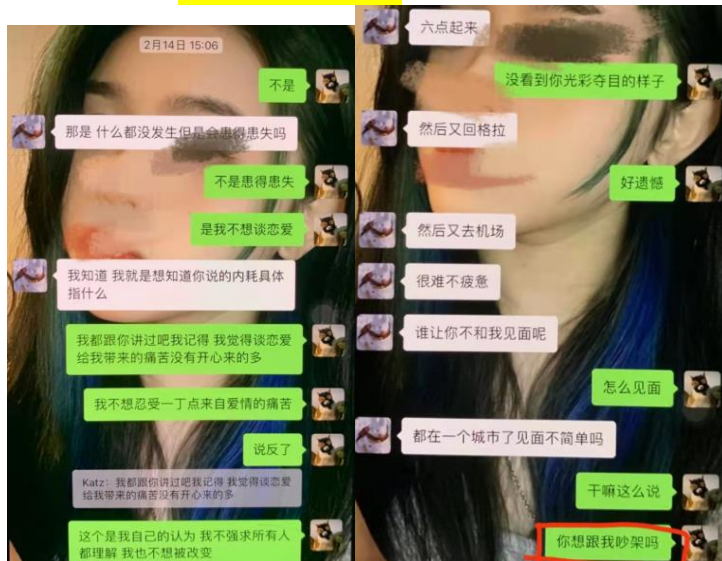 2月14日 15:06
不是
那是 什么都没发生但是会患得患失吗
不是患得患失
是我不想谈恋爱
我知道 我就是想知道你说的内耗具体
指什么
我都跟你讲过吧我记得 我觉得谈恋爱
给我带来的痛苦没有开心来的多
我不想忍受一丁点来自爱情的痛苦
说反了
Katz：我都跟你讲过吧我记得 我觉得谈恋爱
给我带来的痛苦没有开心来的多
这个是我自己的认为 我不强求所有人
都理解 我也不想被改变
六点起来
没看到你光彩夺目的样子
然后又回格拉
好遗憾
然后又去机场
很难不疲惫
谁让你不和我见面呢
怎么见面
都在一个城市了见面不简单吗
干嘛这么说
你想跟我吵架吗